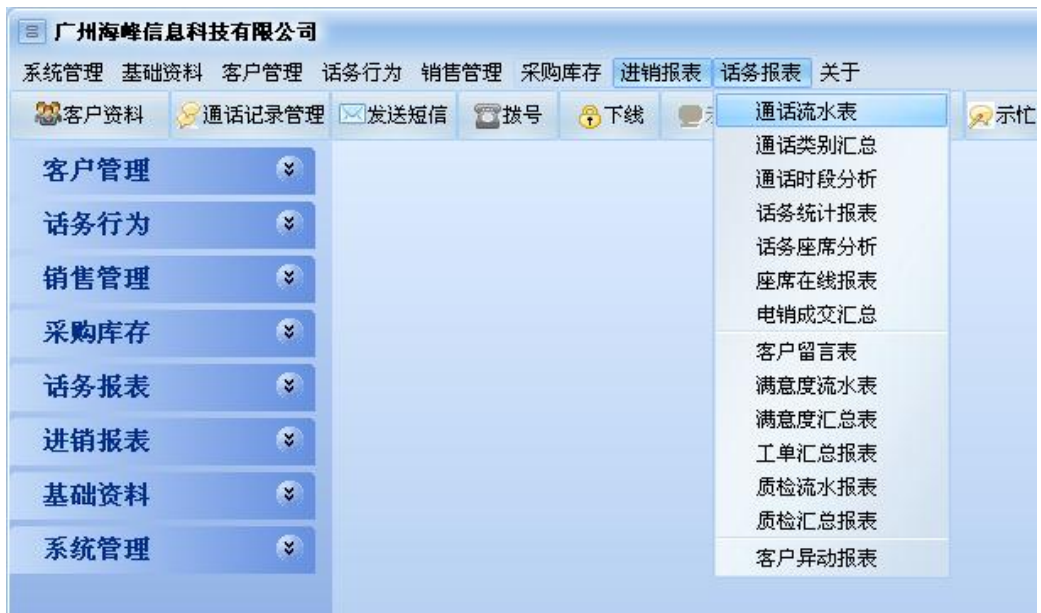 广州海峰信息科技有限公司
系统管理 基础资料 客户管理 话务行为 销售管理 采购库存 进销报表 话务报表 关于
客户资料 通话记录管理 发送短信 拨号 下线 示忙
通话流水表
通话类别汇总
通话时段分析
话务统计报表
话务座席分析
座席在线报表
电销成交汇总
客户留言表
满意度流水表
满意度汇总表
工单汇总报表
质检流水报表
质检汇总报表
客户异动报表
客户管理
话务行为
销售管理
采购库存
话务报表
进销报表
基础资料
系统管理